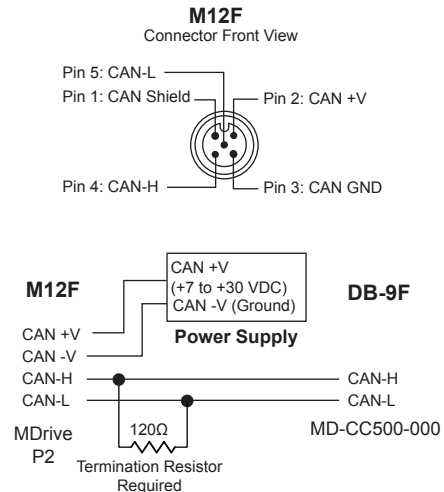 M12F
Connector Front View
Pin 5: CAN-L
Pin 1: CAN Shield
Pin 2: CAN +V
Pin 4: CAN-H
Pin 3: CAN GND
CAN +V
(+7 to +30 VDC)
CAN -V (Ground)
M12F
DB-9F
Power Supply
CAN +V
CAN -V
CAN-H
CAN-H
CAN-L
CAN-L
MDrive
P2
120Ω
MD-CC500-000
Termination Resistor
Required